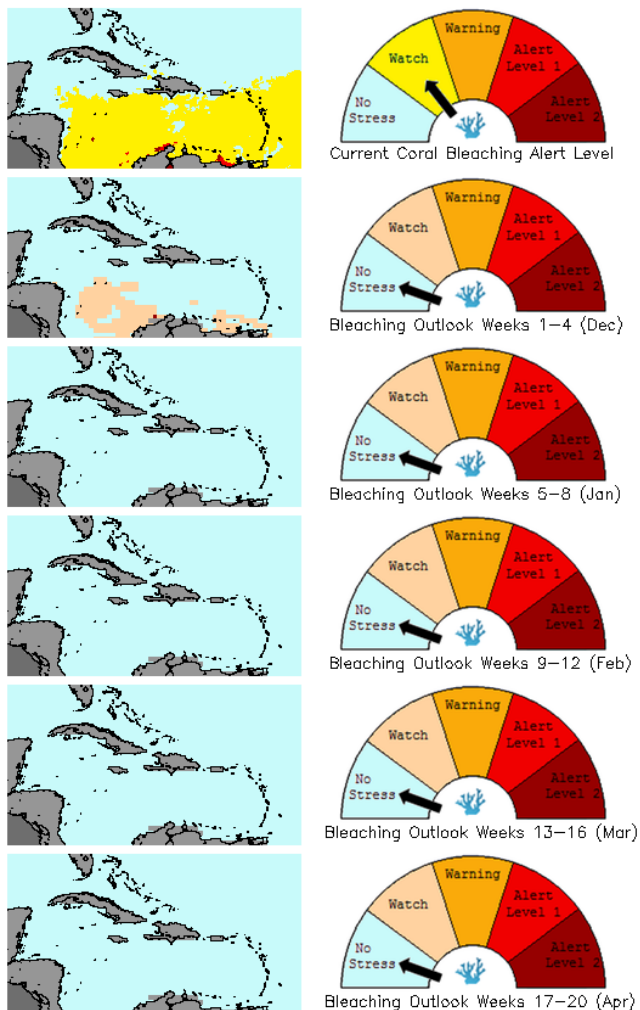 Warning
Watch
Alert
Level 1
No
Stress
Alert
Level 2
Current Coral Bleaching Alert Level
Warning
Watch
Alert
Level 1
No
Stress
Alert
Level 2
Bleaching Outlook Weeks 1-4 (Dec)
Warning
Watch
Alert
Level 1
No
Stress
Alert
Level 2
Bleaching Outlook Weeks 5-8 (Jan)
Warning
Watch
Alert
Level 1
No
Stress
Alert
Level 2
Bleaching Outlook Weeks 9-12 (Feb)
Warning
Watch
Alert
Level 1
No
Stress
Alert
Level 2
Bleaching Outlook Weeks 13-16 (Mar)
Warning
Watch
Alert
Level 1
No
Stress
Alert
Level 2
Bleaching Outlook Weeks 17-20 (Apr)